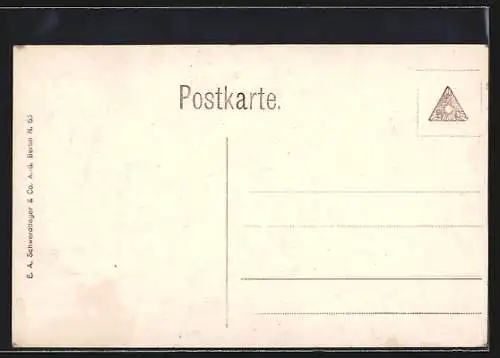 Postkarte.
E. A. Schwerdtfeger & Co. A.-G. Berlin N. 65